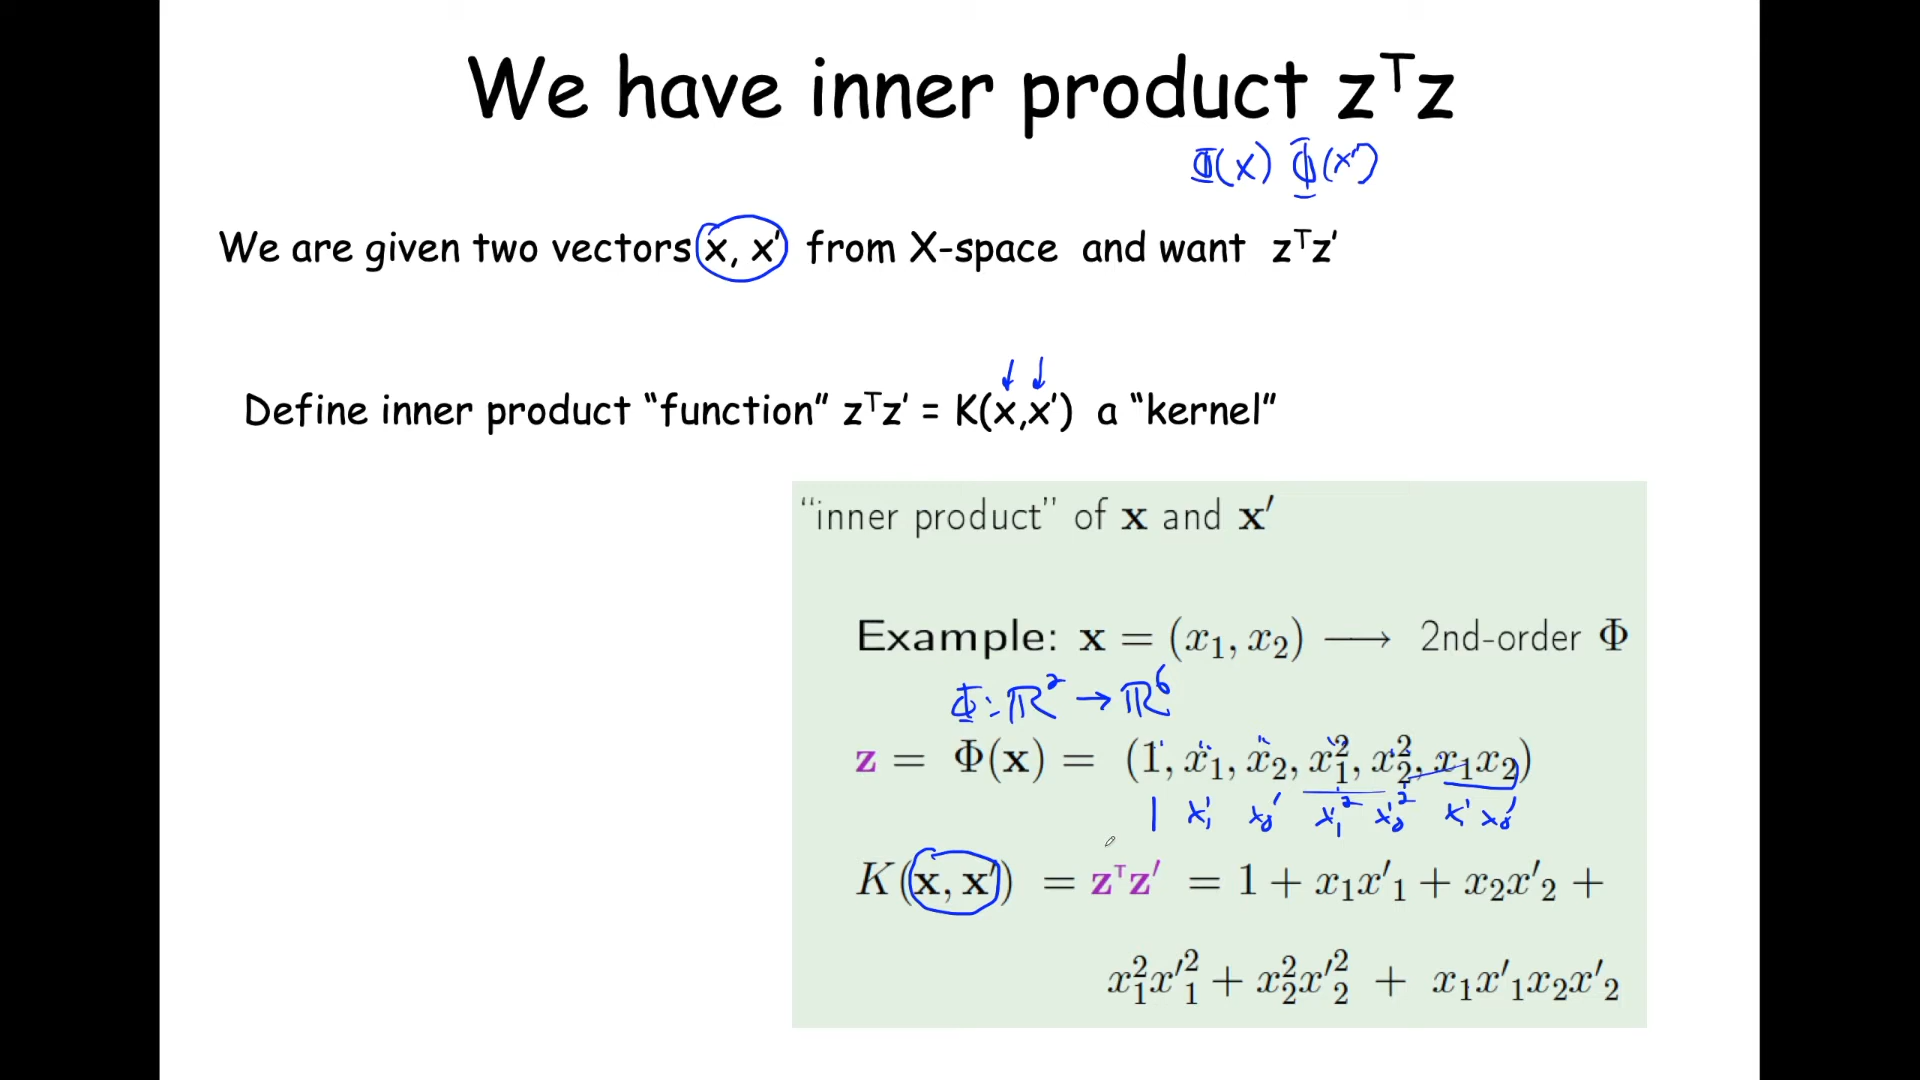 We have inner product zᵀz
Φ(x) Φ(x')
We are given two vectors x, x' from X-space and want zᵀz'
Define inner product “function” zᵀz' = K(x,x') a “kernel”
“inner product” of x and x′
Example: x = (x₁, x₂) ⟶ 2nd-order Φ
Φ: ℝ² → ℝ⁶
z = Φ(x) = (1, x₁, x₂, x₁², x₂², x₁x₂)
1 x₁' x₂' x₁'² x₂'² x₁' x₂'
K(x, x′) = zᵀz′ = 1 + x₁x′₁ + x₂x′₂ +
x₁²x′₁² + x₂²x′₂² + x₁x′₁x₂x′₂